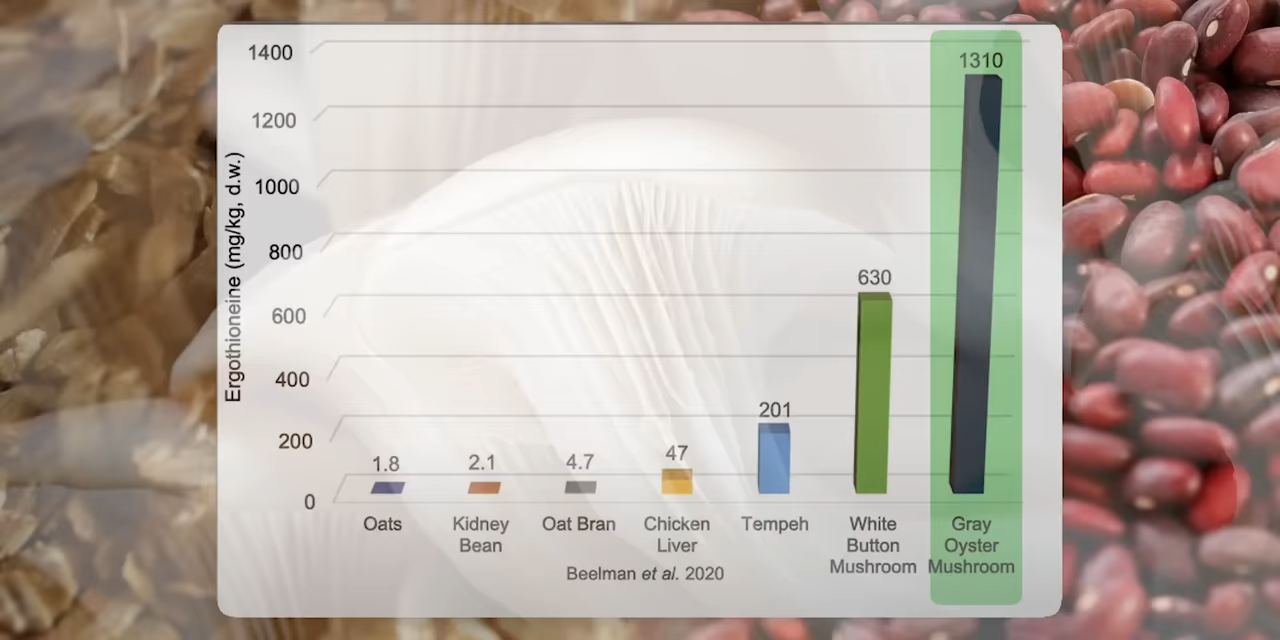 1400
1200
1000
800
600
400
200
0
Ergothioneine (mg/kg, d.w.)
1.8
2.1
4.7
47
201
630
1310
Oats
Kidney
Bean
Oat Bran
Chicken
Liver
Tempeh
White
Button
Mushroom
Gray
Oyster
Mushroom
Beelman et al. 2020